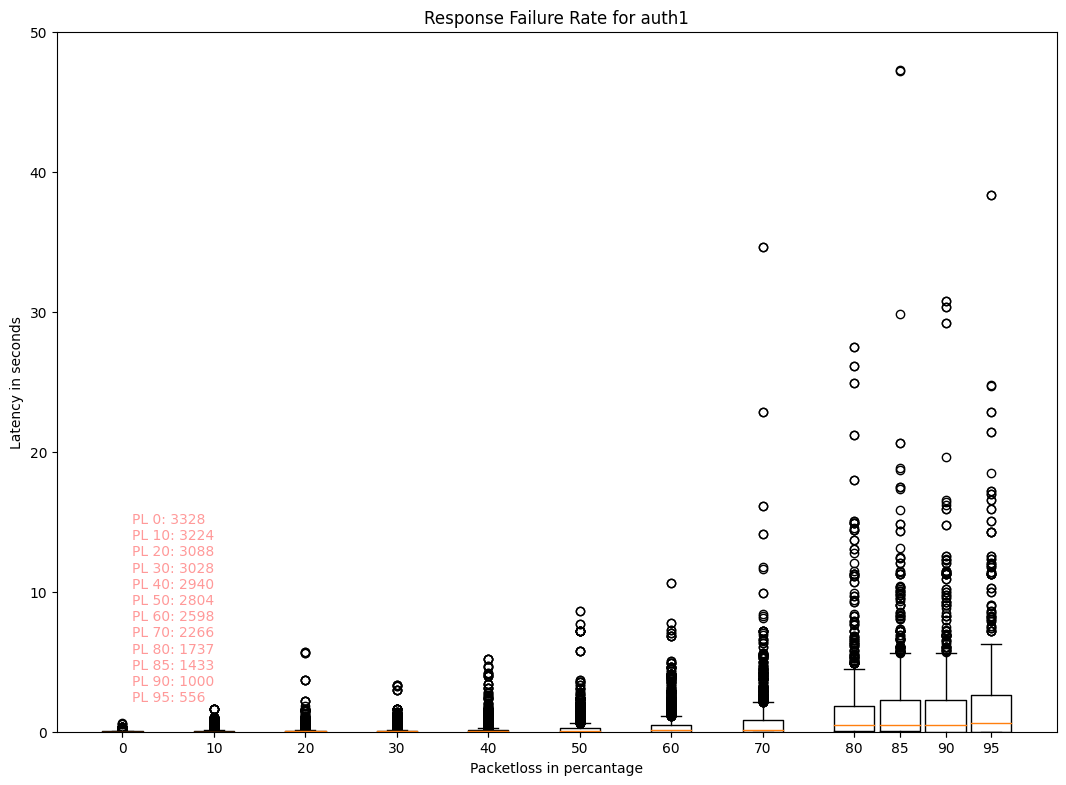 Response Failure Rate for auth1
50
40
30
20
10
0
Latency in seconds
PL 0: 3328
PL 10: 3224
PL 20: 3088
PL 30: 3028
PL 40: 2940
PL 50: 2804
PL 60: 2598
PL 70: 2266
PL 80: 1737
PL 85: 1433
PL 90: 1000
PL 95: 556
0 10 20 30 40 50 60 70 80 85 90 95
Packetloss in percantage